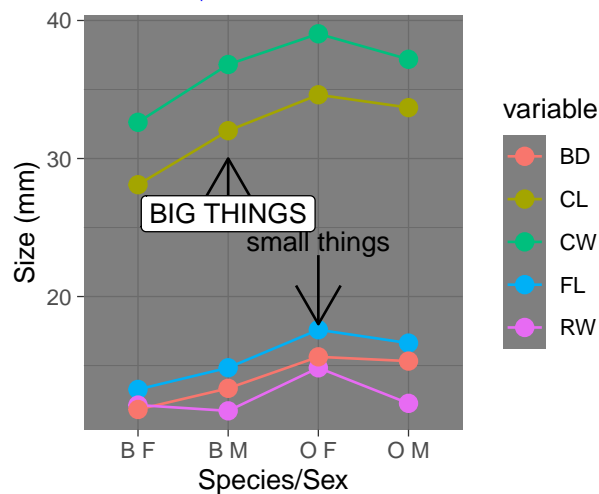 40
variable
BD
CL
30
BIG THINGS
CW
small things
FL
20
RW
Size (mm)
B F B M O F O M
Species/Sex